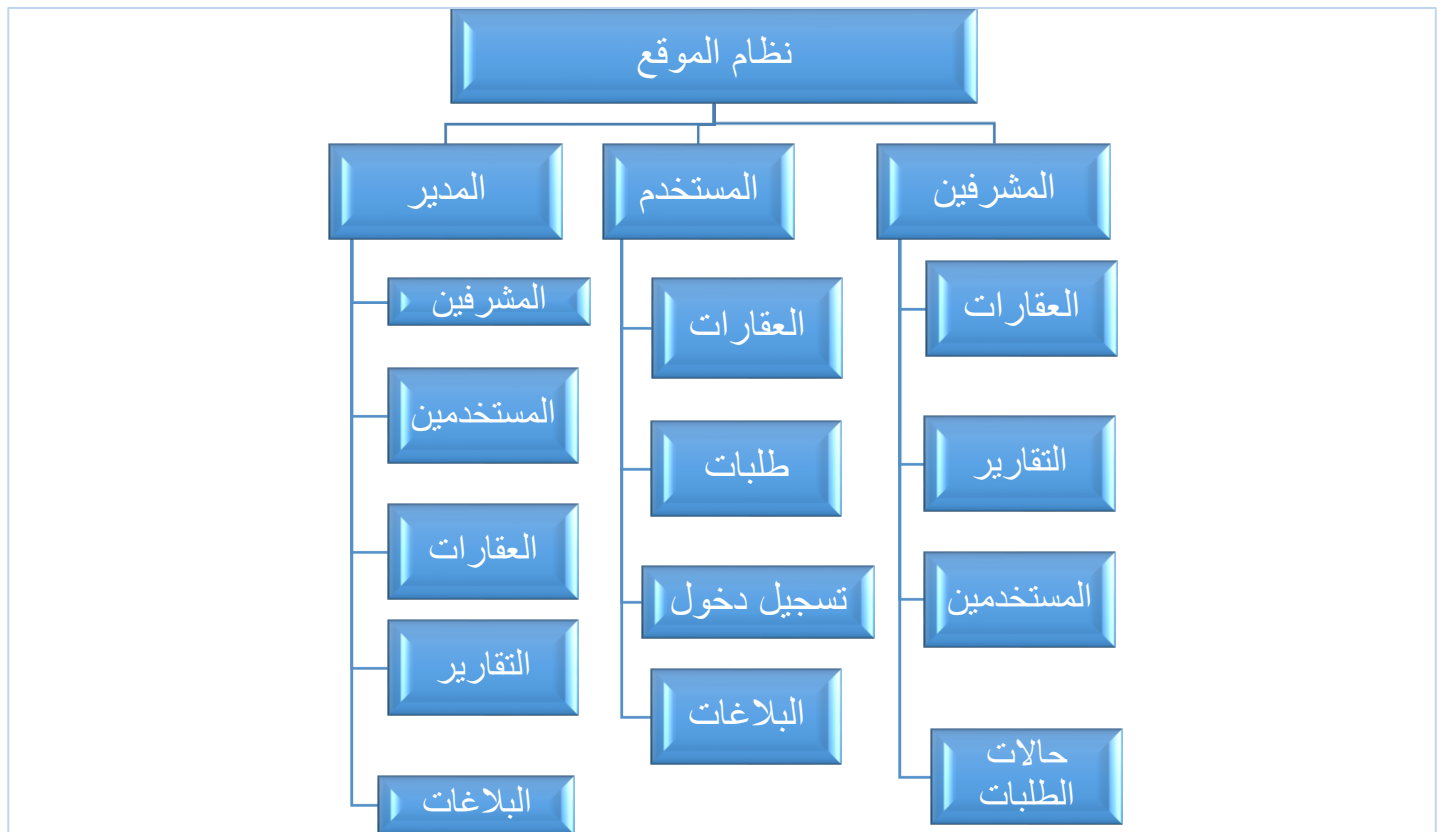 نظام الموقع
المشرفين
المستخدم
المدير
العقارات
التقارير
المستخدمين
حالات
الطلبات
العقارات
طلبات
تسجيل دخول
البلاغات
المشرفين
المستخدمين
العقارات
التقارير
البلاغات